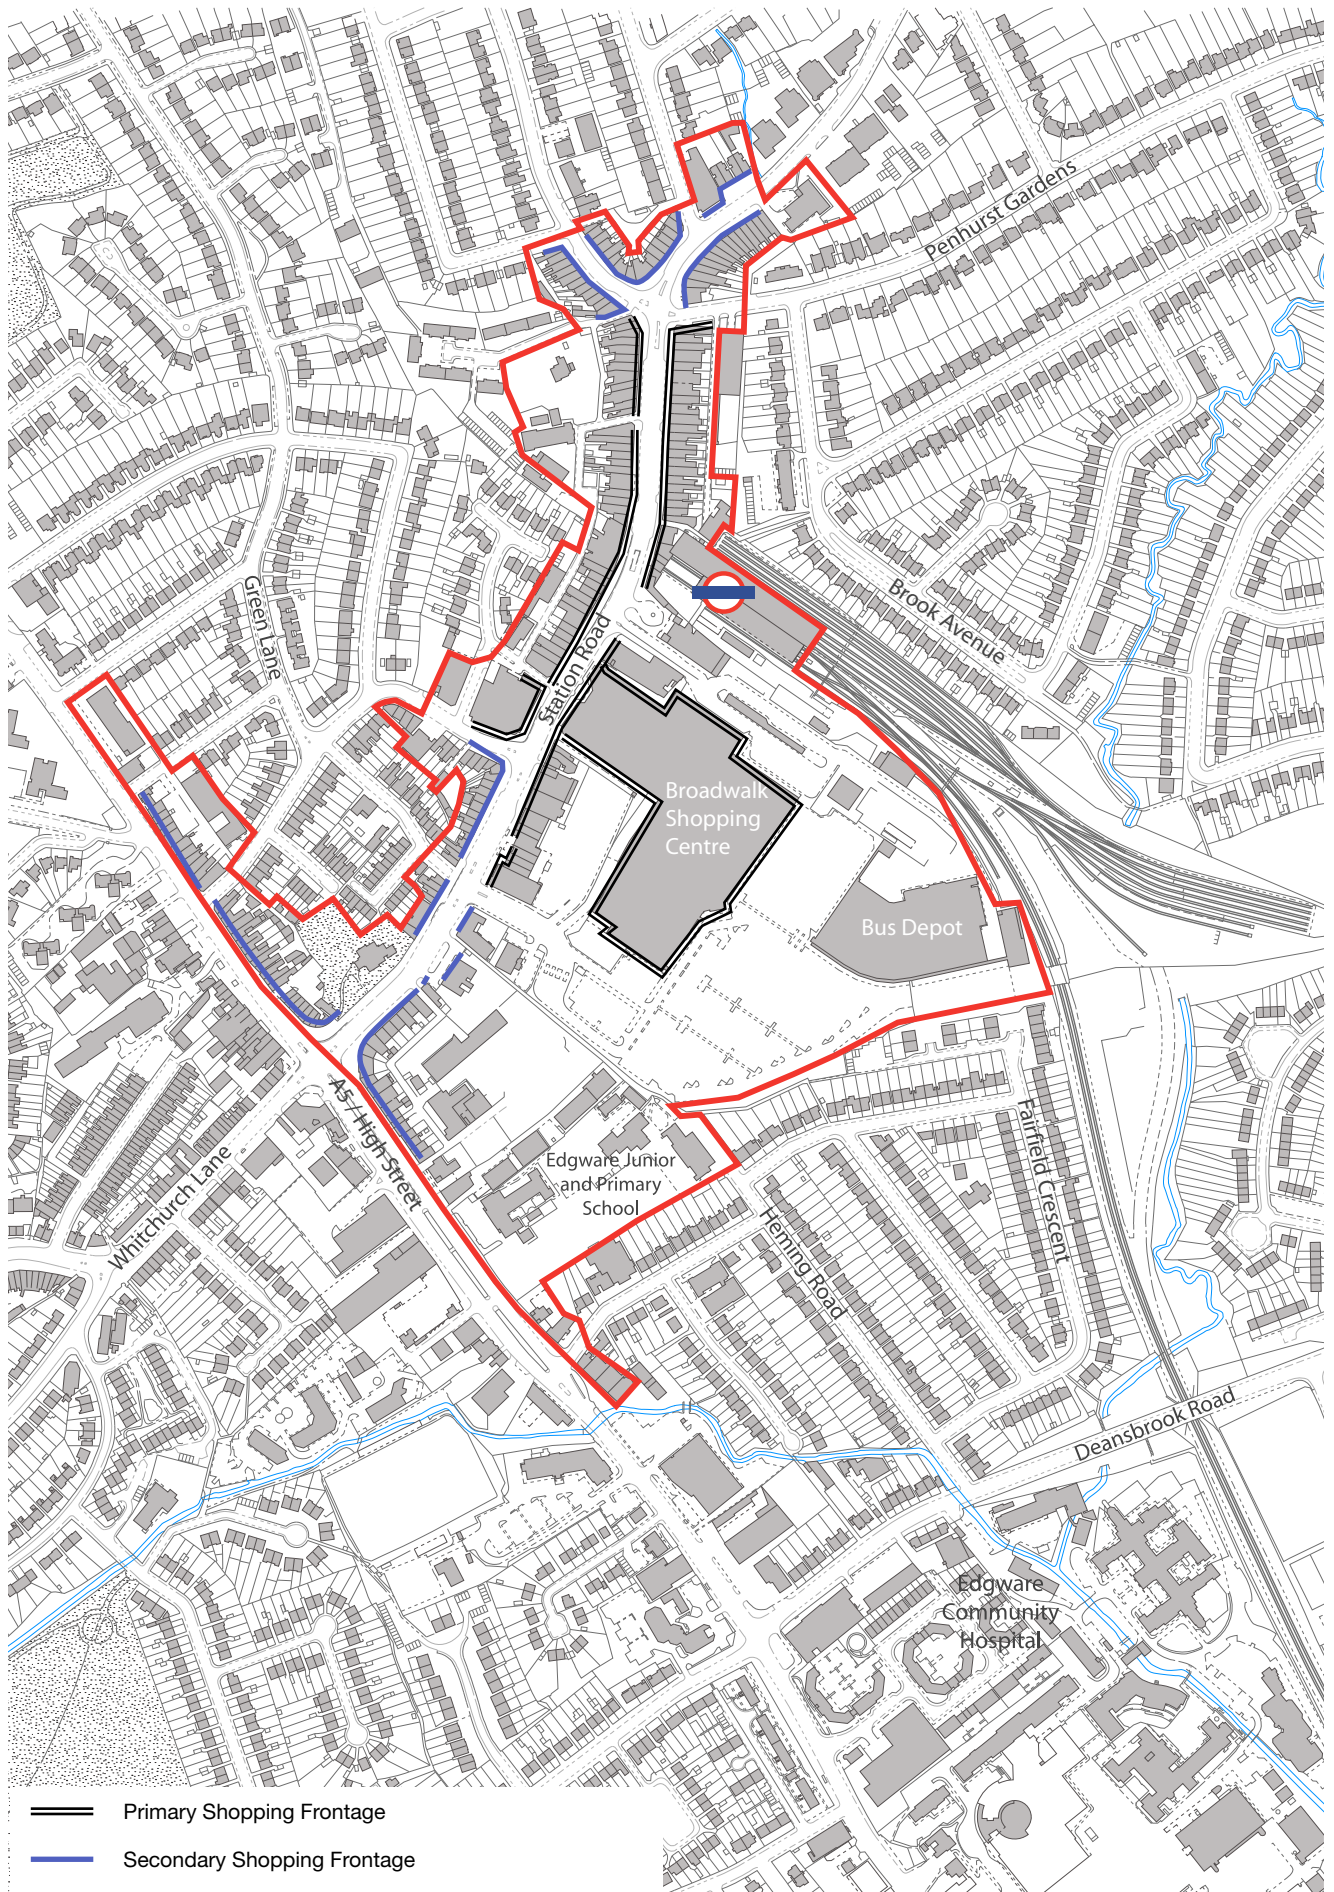 Penhurst Gardens
Green Lane
Brook Avenue
Station Road
Broadwalk
Shopping
Centre
Bus Depot
A5 / High Street
Whitchurch Lane
Edgware Junior
and Primary
School
Fairfield Crescent
Heming Road
Deansbrook Road
Edgware
Community
Hospital
Primary Shopping Frontage
Secondary Shopping Frontage